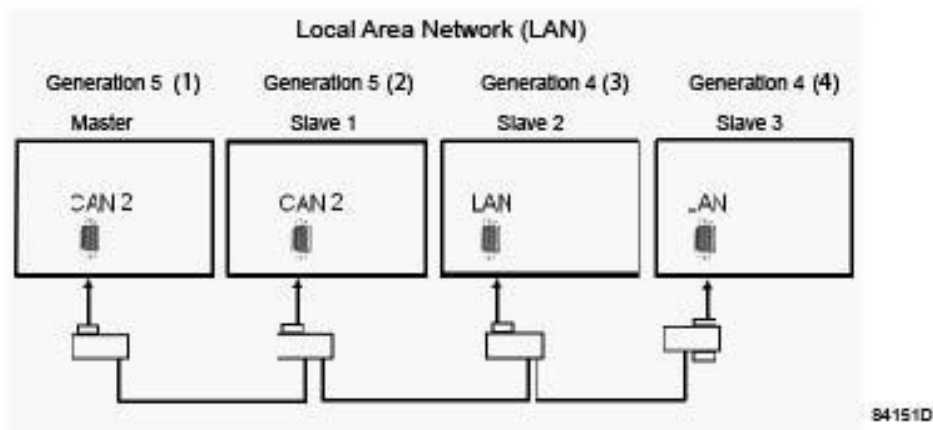 Local Area Network (LAN)
Generation 5 (1) Generation 5 (2) Generation 4 (3) Generation 4 (4)
Master Slave 1 Slave 2 Slave 3
CAN 2 CAN 2 LAN LAN
84151D